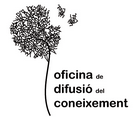 oficina de
difusió del
coneixement